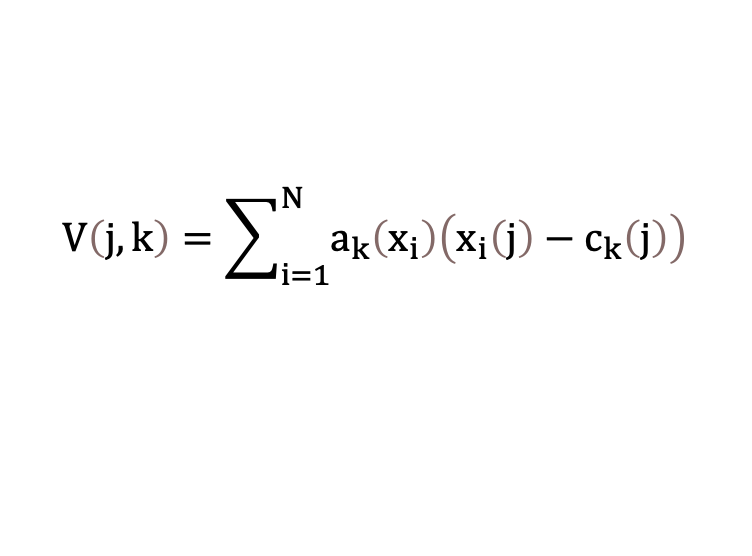 V(j, k) = ∑_{i=1}^{N} a_k(x_i)(x_i(j) − c_k(j))